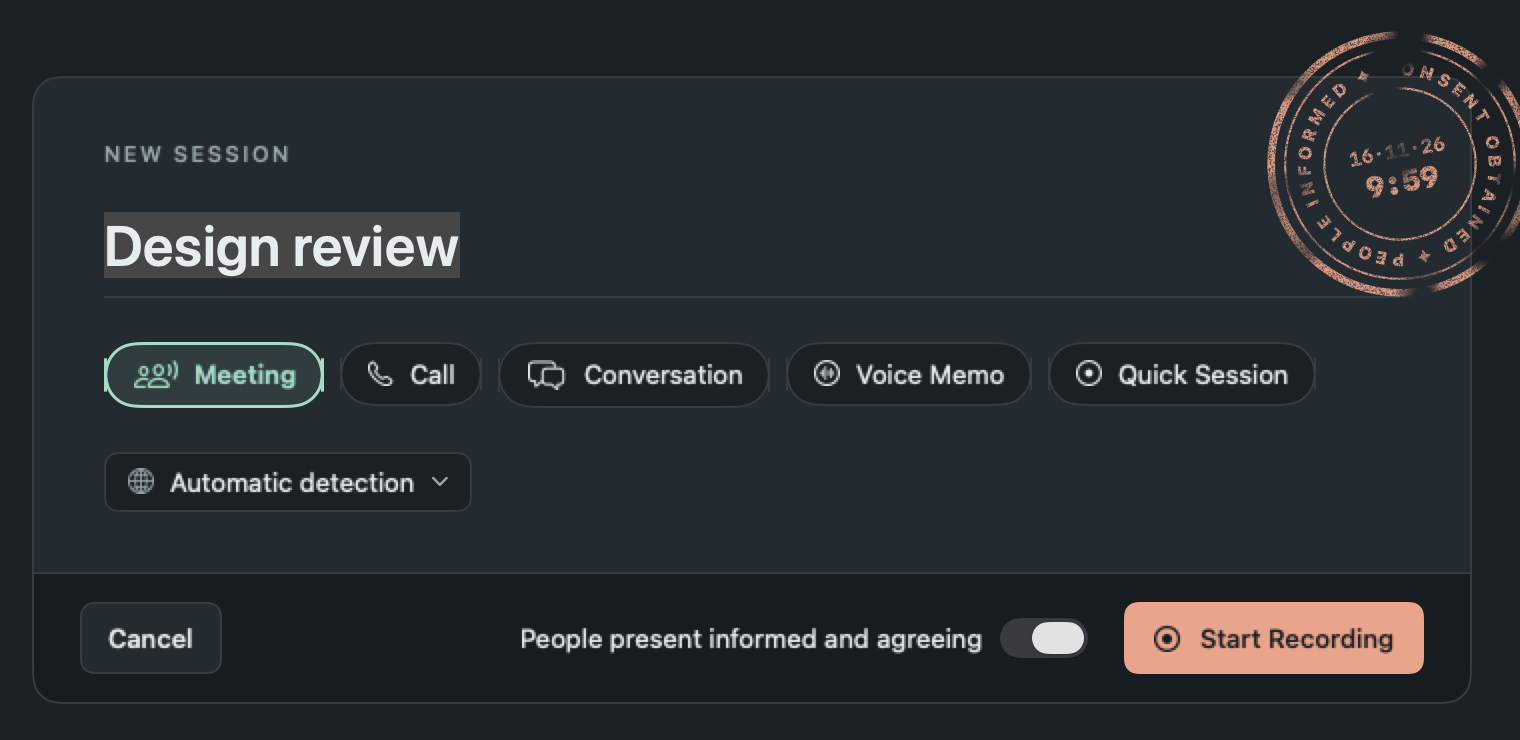 NEW SESSION
Design review
Meeting
Call
Conversation
Voice Memo
Quick Session
Automatic detection
Cancel
People present informed and agreeing
Start Recording
ONSENT OBTAINED ✦ PEOPLE INFORMED ✦
16·11·26
9:59